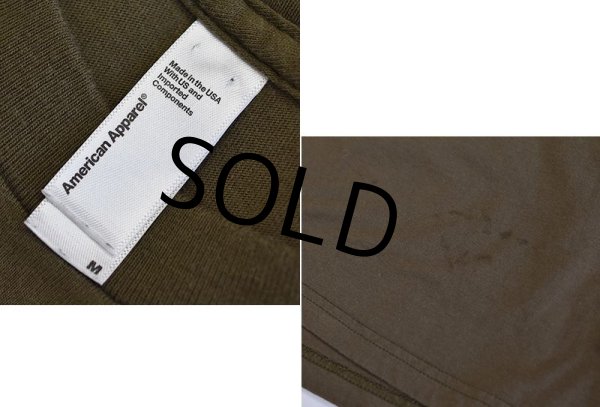 American Apparel®
Made in the USA
With US and
Imported
Components
M
SOLD